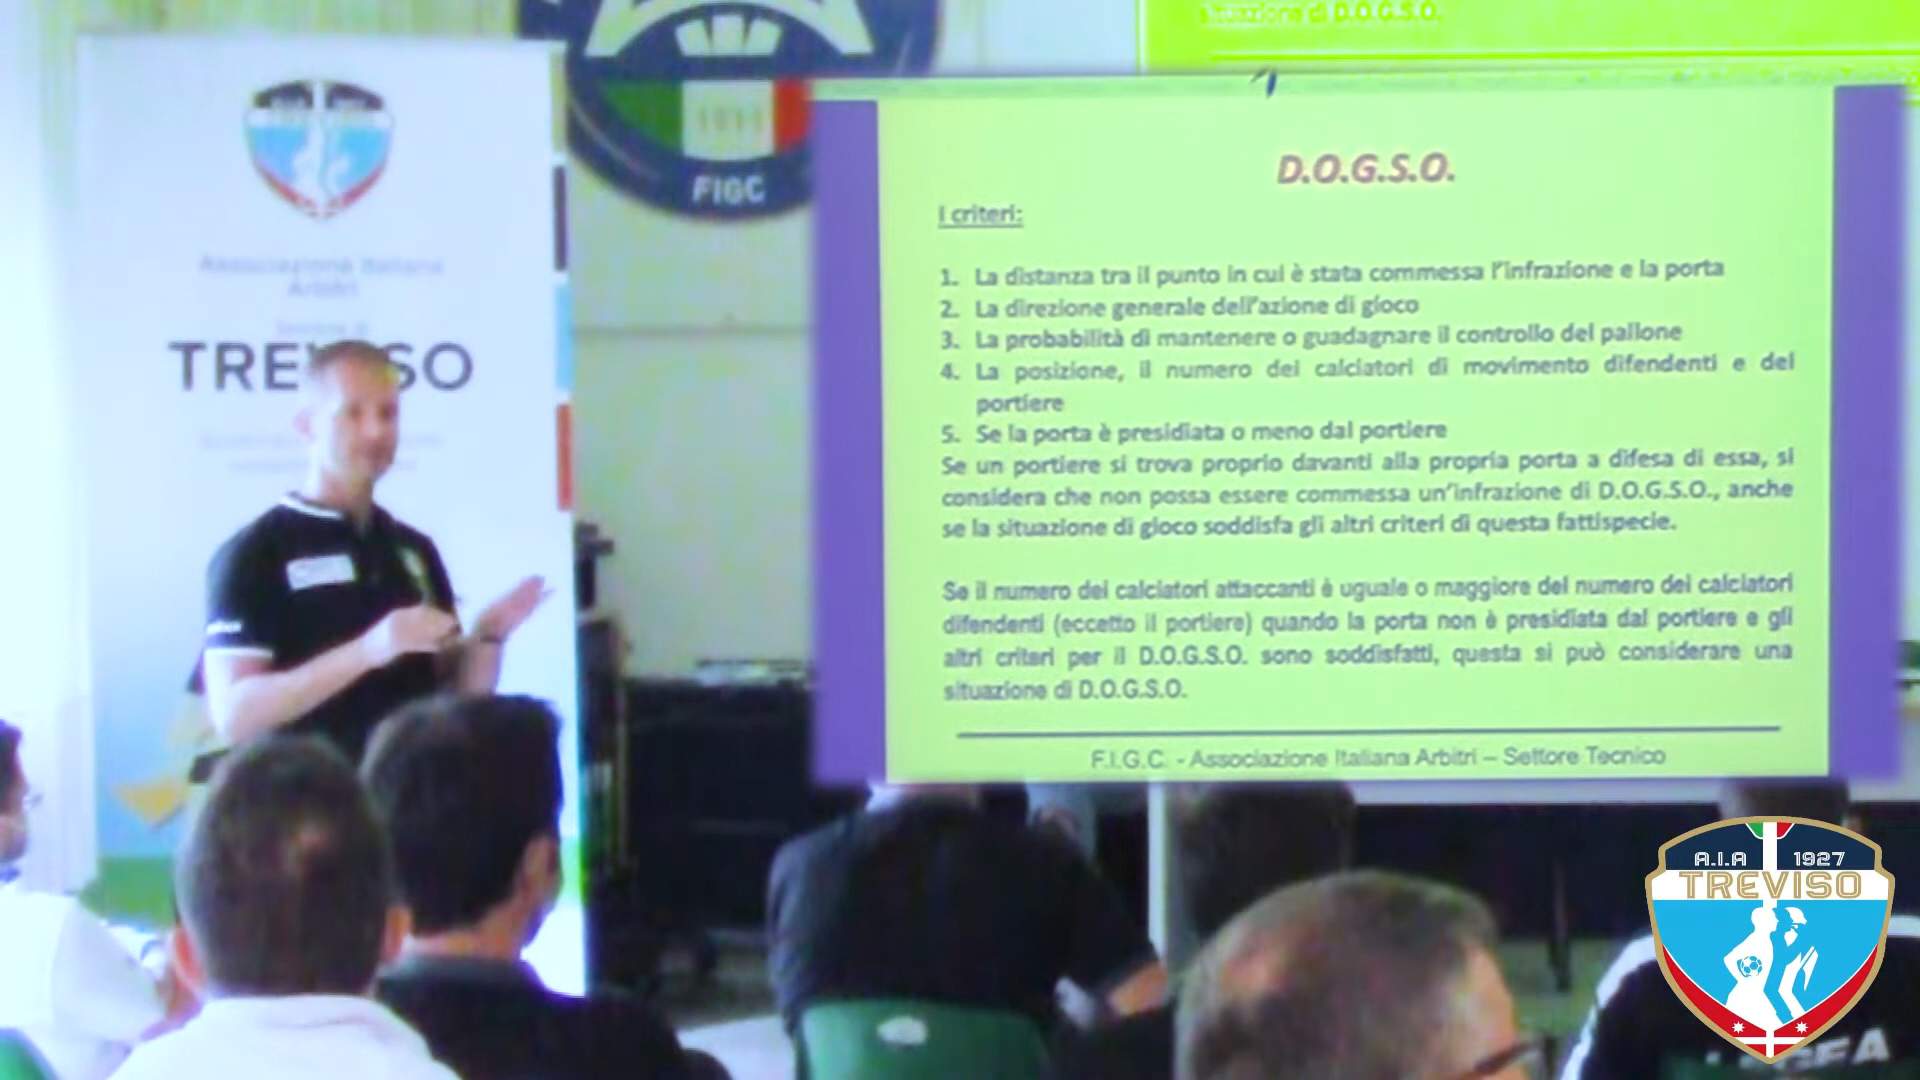 situazione di D.O.G.S.O.
FIGC
Associazione Italiana
Arbitri
TREVISO
D.O.G.S.O.
I criteri:
1. La distanza tra il punto in cui è stata commessa l'infrazione e la porta
2. La direzione generale dell'azione di gioco
3. La probabilità di mantenere o guadagnare il controllo del pallone
4. La posizione, il numero dei calciatori di movimento difendenti e del
portiere
5. Se la porta è presidiata o meno dal portiere
Se un portiere si trova proprio davanti alla propria porta a difesa di essa, si
considera che non possa essere commessa un'infrazione di D.O.G.S.O., anche
se la situazione di gioco soddisfa gli altri criteri di questa fattispecie.
Se il numero dei calciatori attaccanti è uguale o maggiore del numero dei calciatori
difendenti (eccetto il portiere) quando la porta non è presidiata dal portiere e gli
altri criteri per il D.O.G.S.O. sono soddisfatti, questa si può considerare una
situazione di D.O.G.S.O.
F.I.G.C. - Associazione Italiana Arbitri – Settore Tecnico
A.I.A 1927
TREVISO